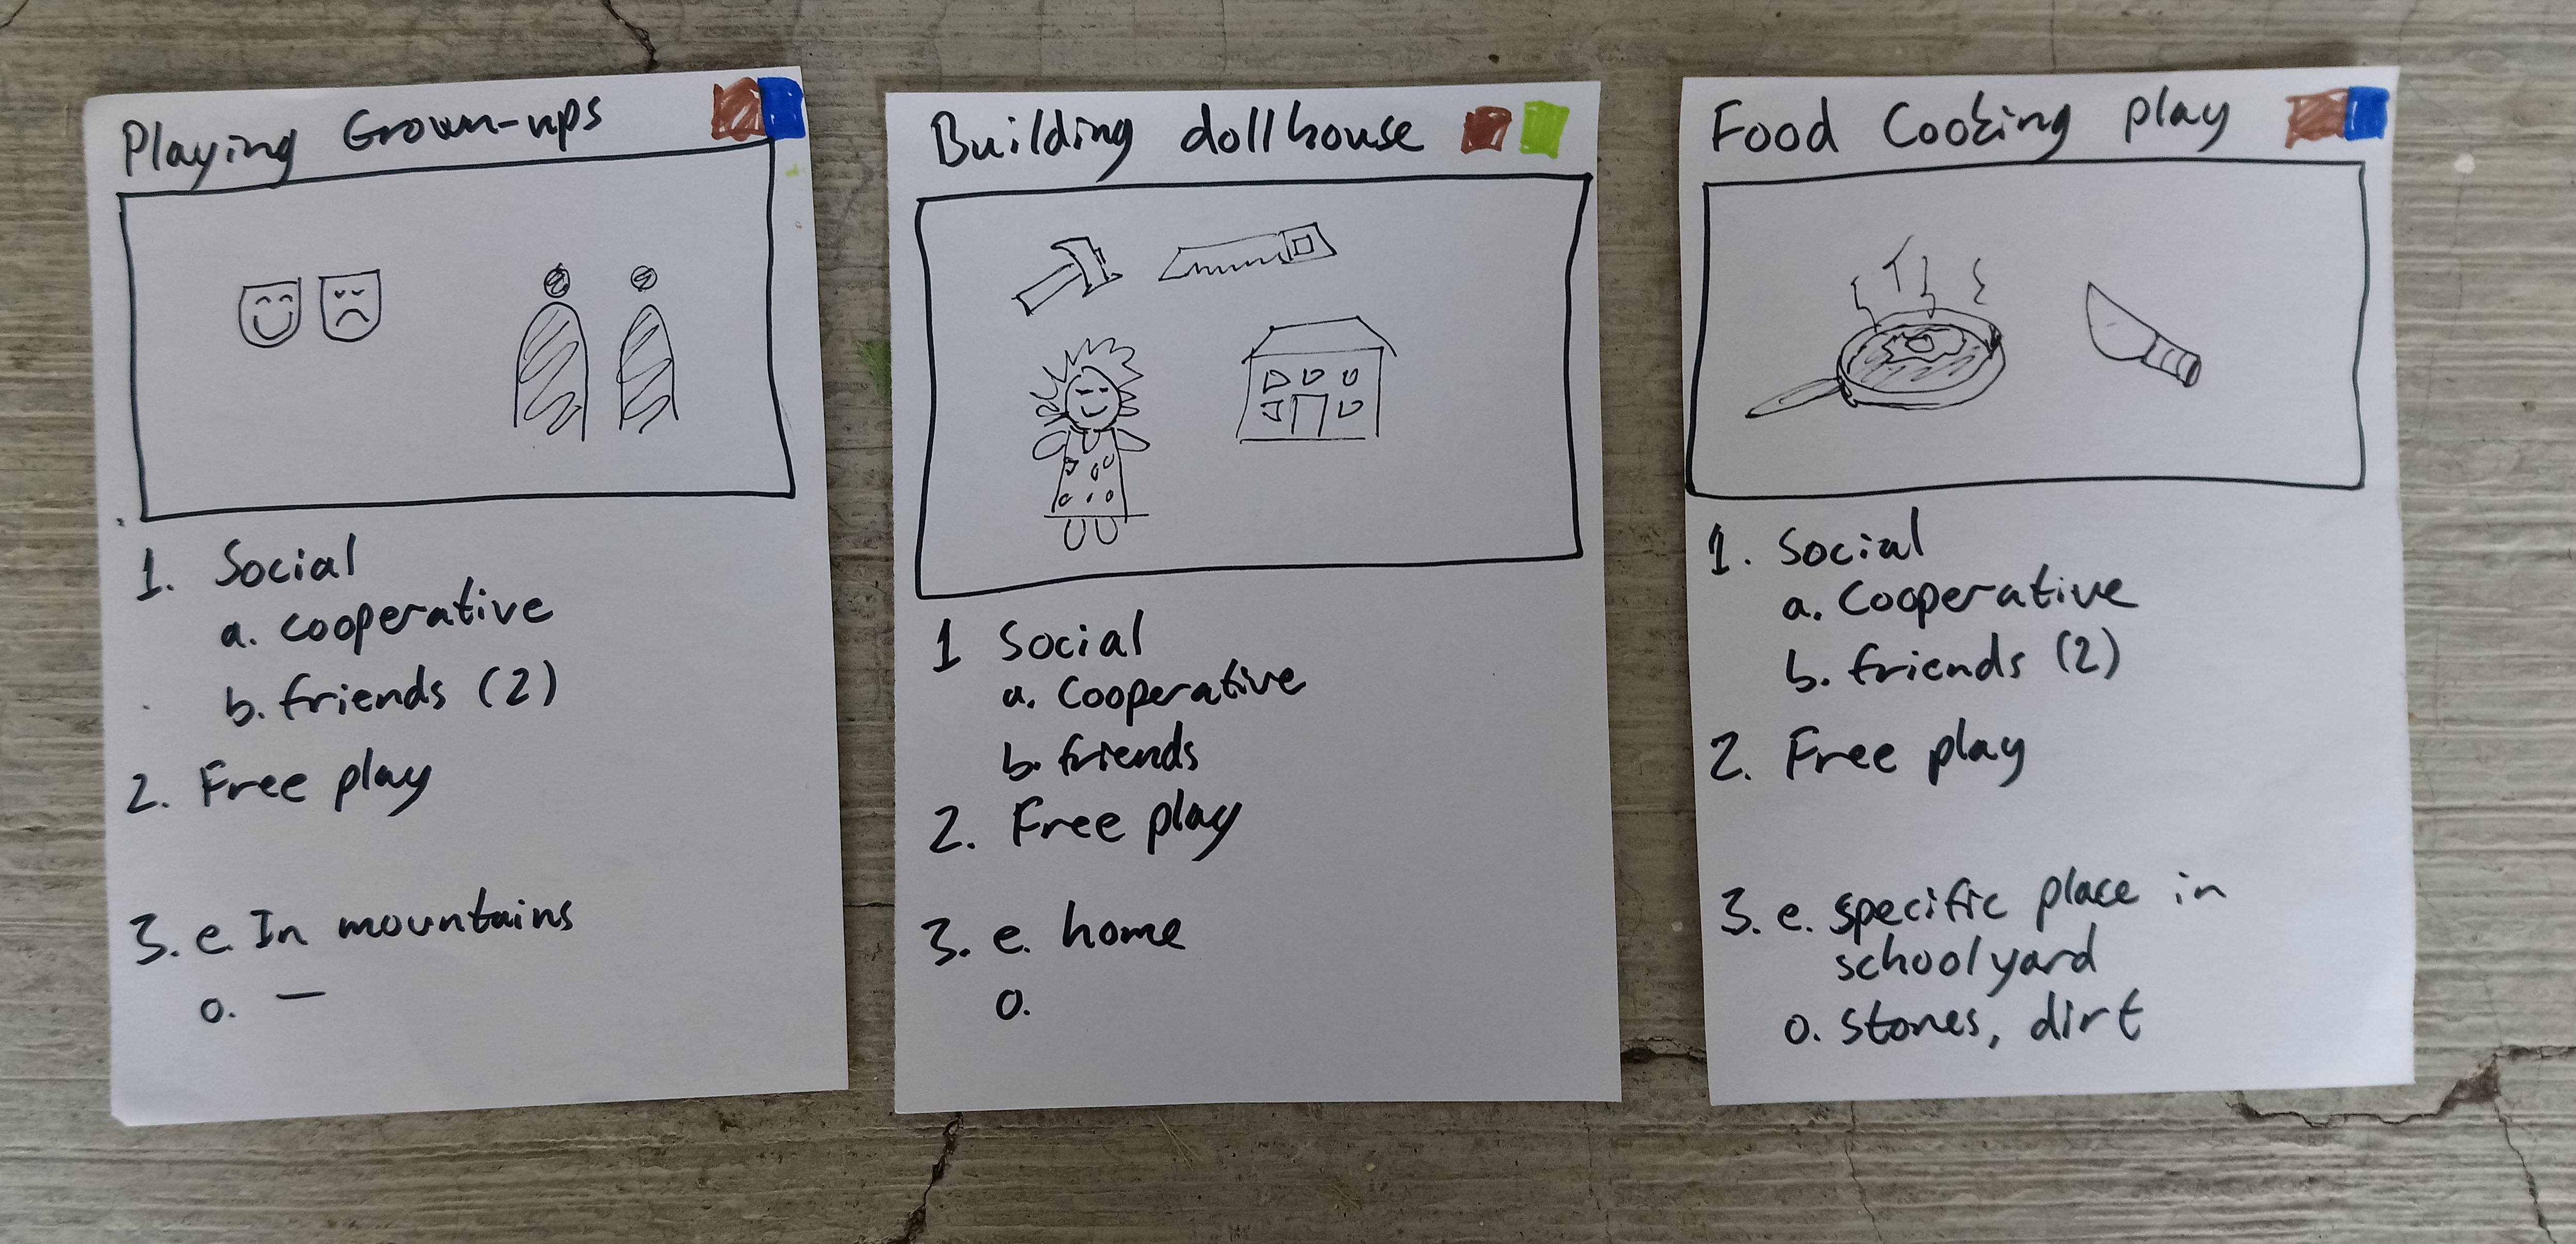 Playing Grown-ups
1. Social
a. cooperative
b. friends (2)
2. Free play
3. e. In mountains
o. —
Building dollhouse
1 Social
a. Cooperative
b. friends
2. Free play
3. e. home
o.
Food Cooking play
1. Social
a. Cooperative
b. friends (2)
2. Free play
3. e. specific place in
schoolyard
o. stones, dirt